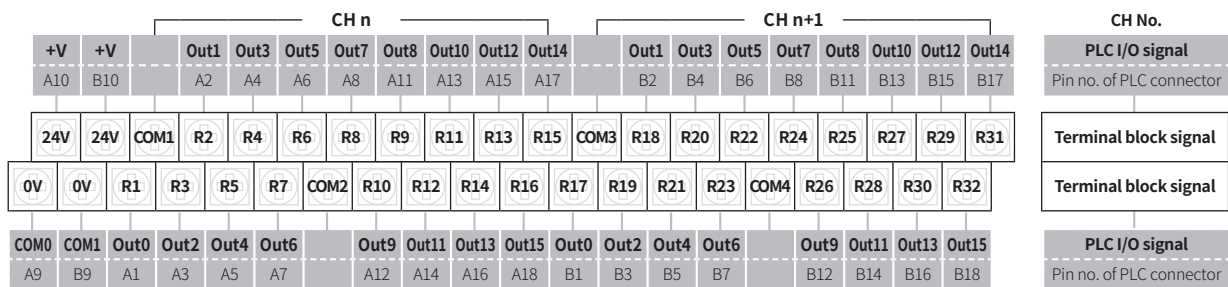 CH n CH n+1 CH No.
+V +V Out1 Out3 Out5 Out7 Out8 Out10 Out12 Out14 Out1 Out3 Out5 Out7 Out8 Out10 Out12 Out14 PLC I/O signal
A10 B10 A2 A4 A6 A8 A11 A13 A15 A17 B2 B4 B6 B8 B11 B13 B15 B17 Pin no. of PLC connector
24V 24V COM1 R2 R4 R6 R8 R9 R11 R13 R15 COM3 R18 R20 R22 R24 R25 R27 R29 R31 Terminal block signal
0V 0V R1 R3 R5 R7 COM2 R10 R12 R14 R16 R17 R19 R21 R23 COM4 R26 R28 R30 R32 Terminal block signal
COM0 COM1 Out0 Out2 Out4 Out6 Out9 Out11 Out13 Out15 Out0 Out2 Out4 Out6 Out9 Out11 Out13 Out15 PLC I/O signal
A9 B9 A1 A3 A5 A7 A12 A14 A16 A18 B1 B3 B5 B7 B12 B14 B16 B18 Pin no. of PLC connector